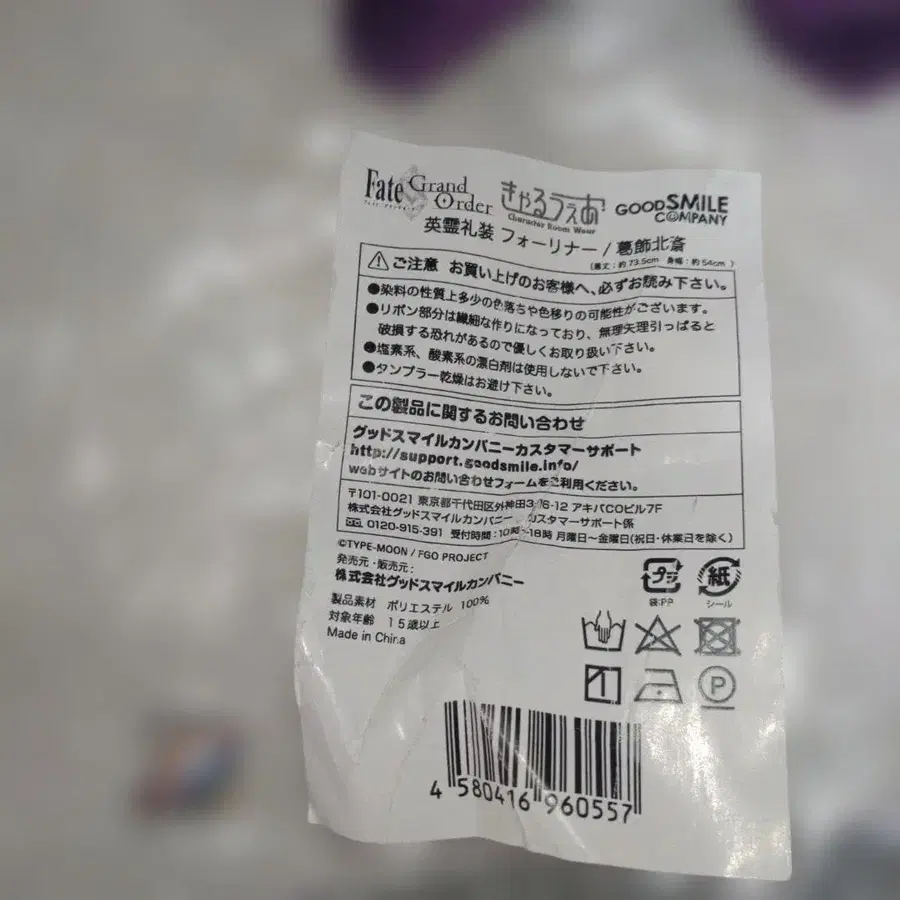 Fate Grand Order きゃるうぇあ Character Room Wear GOOD SMILE COMPANY
英霊礼装 フォーリナー / 葛飾北斎
(着丈：約73.5cm 身幅：約54cm)
ご注意 お買い上げのお客様へ、必ずお読み下さい。
●染料の性質上多少の色落ちや色移りの可能性がございます。
●リボン部分は繊細な作りになっており、無理矢理引っぱると
破損する恐れがあるので優しくお取り扱い下さい。
●塩素系、酸素系の漂白剤は使用しないで下さい。
●タンブラー乾燥はお避け下さい。
この製品に関するお問い合わせ
グッドスマイルカンパニーカスタマーサポート
http://support.goodsmile.info/
webサイトのお問い合わせフォームをご利用ください。
〒101-0021 東京都千代田区外神田3-16-12 アキバCOビル7F
株式会社グッドスマイルカンパニー カスタマーサポート係
0120-915-391 受付時間：10時～18時 月曜日～金曜日(祝日・休業日を除く)
©TYPE-MOON / FGO PROJECT
発売元・販売元：
株式会社グッドスマイルカンパニー
製品素材 ポリエステル 100%
対象年齢 15歳以上
Made in China
プラ 紙
袋:PP シール
P
4 580416 960557